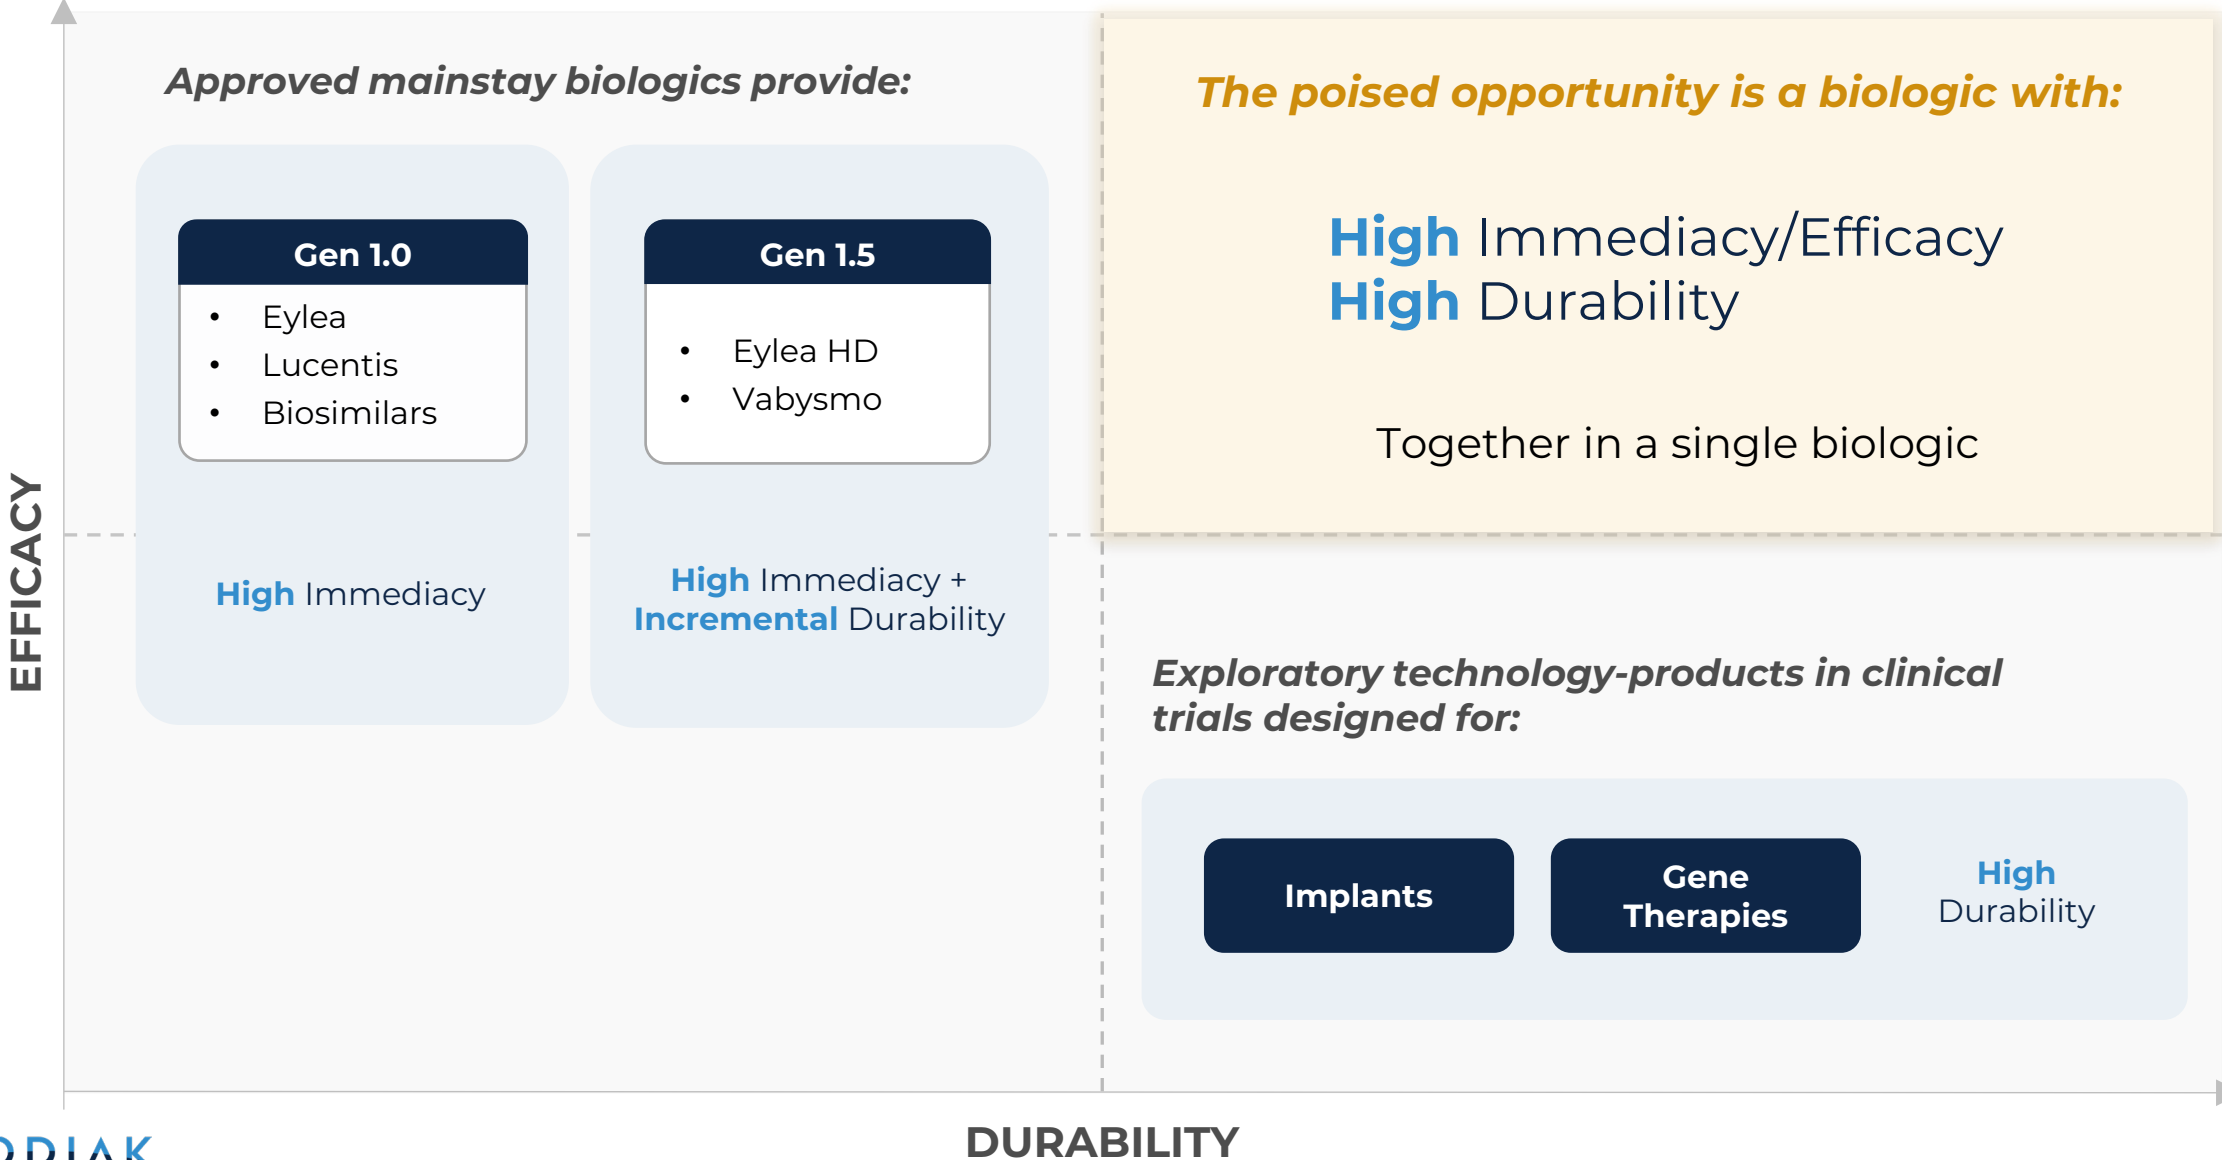 Approved mainstay biologics provide:
Gen 1.0
• Eylea
• Lucentis
• Biosimilars
High Immediacy
Gen 1.5
• Eylea HD
• Vabysmo
High Immediacy +
Incremental Durability
The poised opportunity is a biologic with:
High Immediacy/Efficacy
High Durability
Together in a single biologic
Exploratory technology-products in clinical
trials designed for:
Implants
Gene
Therapies
High
Durability
EFFICACY
DURABILITY